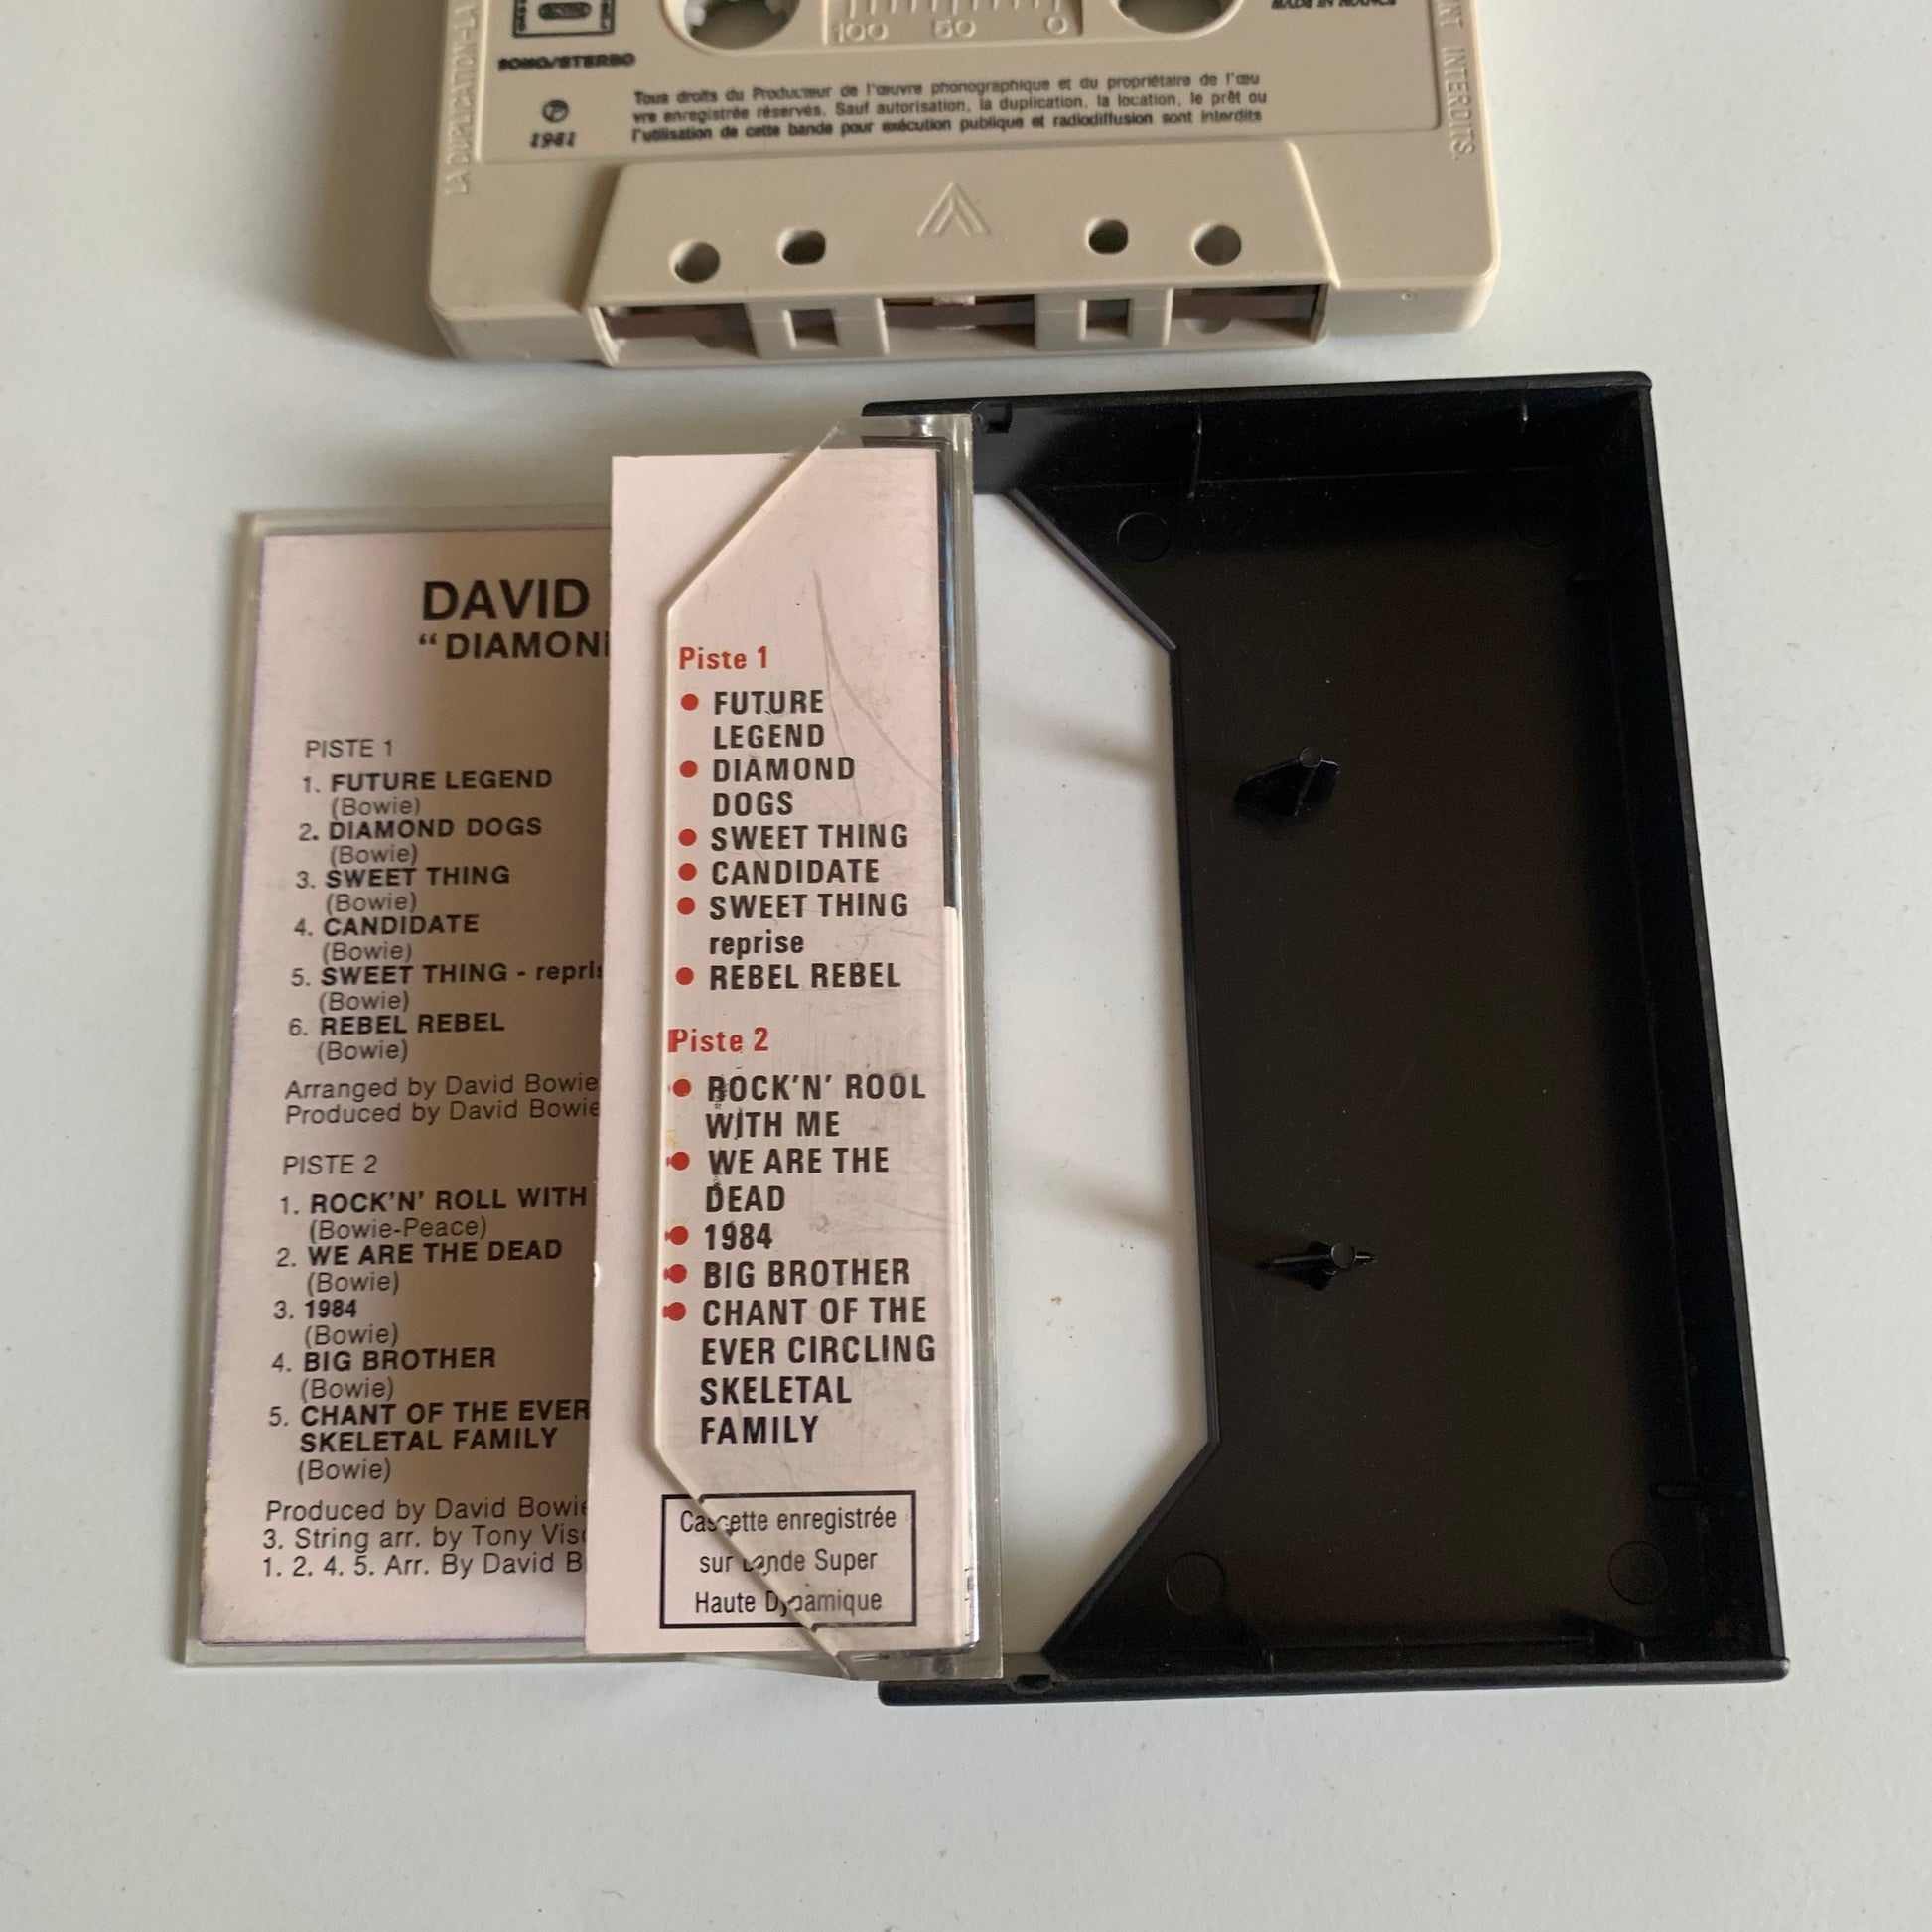 LA DUPLICATION-LA
100 50 0
MADE IN FRANCE
MONO/STEREO
Ⓟ
1981
Tous droits du Producteur de l'œuvre phonographique et du propriétaire de l'œu
vre enregistrée réservés. Sauf autorisation, la duplication, la location, le prêt ou
l'utilisation de cette bande pour exécution publique et radiodiffusion sont interdits
INTERDITS.
DAVID
“DIAMON
PISTE 1
1. FUTURE LEGEND
(Bowie)
2. DIAMOND DOGS
(Bowie)
3. SWEET THING
(Bowie)
4. CANDIDATE
(Bowie)
5. SWEET THING - repris
(Bowie)
6. REBEL REBEL
(Bowie)
Arranged by David Bowie
Produced by David Bowie
PISTE 2
1. ROCK'N' ROLL WITH
(Bowie-Peace)
2. WE ARE THE DEAD
(Bowie)
3. 1984
(Bowie)
4. BIG BROTHER
(Bowie)
5. CHANT OF THE EVER
SKELETAL FAMILY
(Bowie)
Produced by David Bowie
3. String arr. by Tony Visc
1. 2. 4. 5. Arr. By David B
Piste 1
● FUTURE
LEGEND
● DIAMOND
DOGS
● SWEET THING
● CANDIDATE
● SWEET THING
reprise
● REBEL REBEL
Piste 2
● ROCK'N' ROOL
WITH ME
● WE ARE THE
DEAD
● 1984
● BIG BROTHER
● CHANT OF THE
EVER CIRCLING
SKELETAL
FAMILY
Cassette enregistrée
sur bande Super
Haute Dynamique